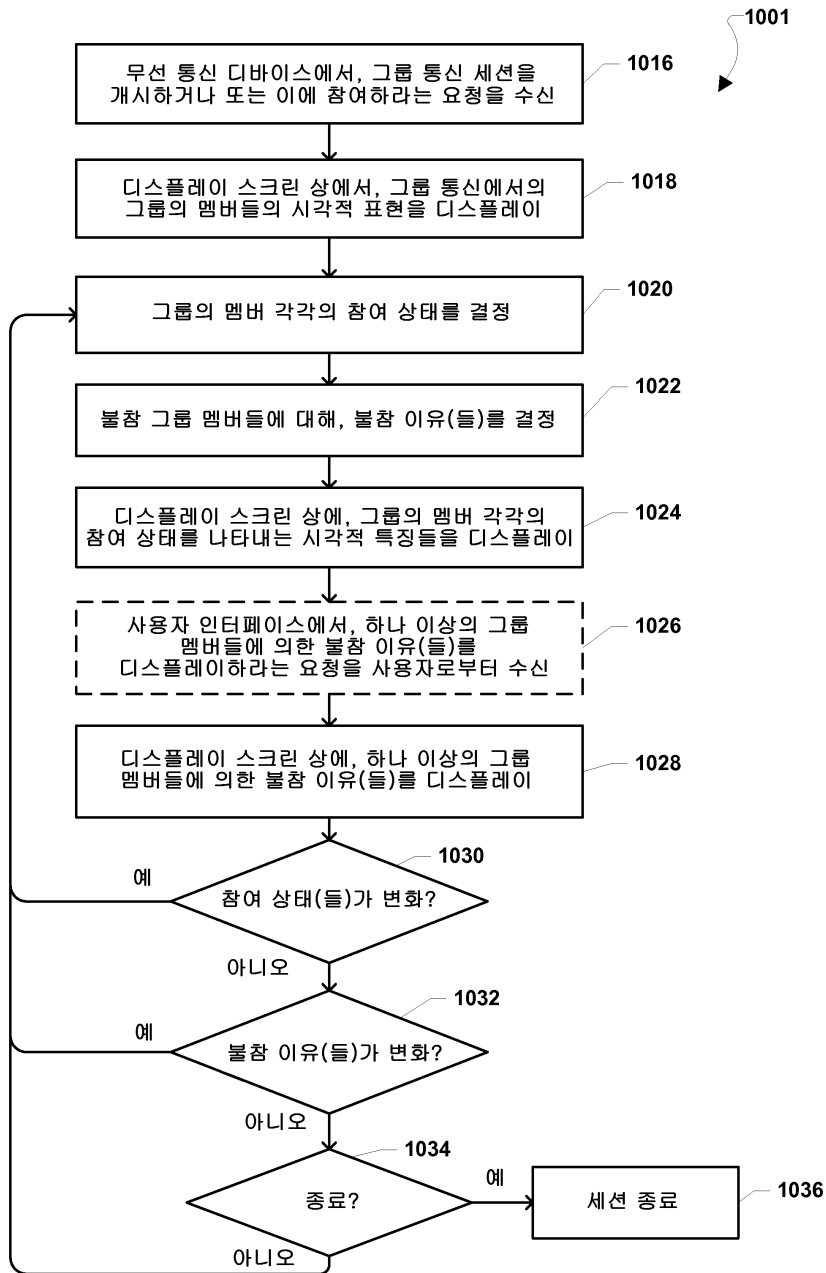 1001
무선 통신 디바이스에서, 그룹 통신 세션을
개시하거나 또는 이에 참여하라는 요청을 수신
1016
디스플레이 스크린 상에서, 그룹 통신에서의
그룹의 멤버들의 시각적 표현을 디스플레이
1018
그룹의 멤버 각각의 참여 상태를 결정
1020
불참 그룹 멤버들에 대해, 불참 이유(들)를 결정
1022
디스플레이 스크린 상에, 그룹의 멤버 각각의
참여 상태를 나타내는 시각적 특징들을 디스플레이
1024
사용자 인터페이스에서, 하나 이상의 그룹
멤버들에 의한 불참 이유(들)를
디스플레이하라는 요청을 사용자로부터 수신
1026
디스플레이 스크린 상에, 하나 이상의 그룹
멤버들에 의한 불참 이유(들)를 디스플레이
1028
1030
예
참여 상태(들)가 변화?
아니오
1032
예
불참 이유(들)가 변화?
아니오
1034
종료?
예
세션 종료
1036
아니오